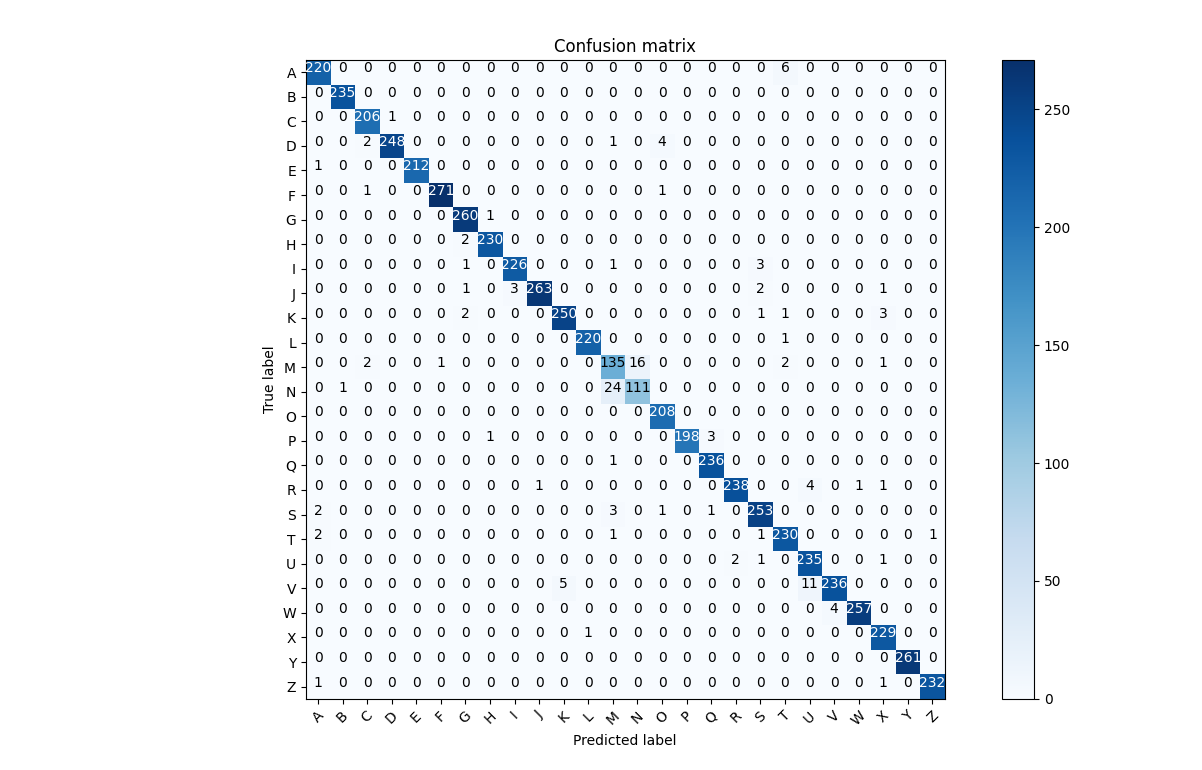 Confusion matrix
A 220 0 0 0 0 0 0 0 0 0 0 0 0 0 0 0 0 0 0 6 0 0 0 0 0 0
B 0 235 0 0 0 0 0 0 0 0 0 0 0 0 0 0 0 0 0 0 0 0 0 0 0 0
C 0 0 206 1 0 0 0 0 0 0 0 0 0 0 0 0 0 0 0 0 0 0 0 0 0 0
D 0 0 2 248 0 0 0 0 0 0 0 0 1 0 4 0 0 0 0 0 0 0 0 0 0 0
E 1 0 0 0 212 0 0 0 0 0 0 0 0 0 0 0 0 0 0 0 0 0 0 0 0 0
F 0 0 1 0 0 271 0 0 0 0 0 0 0 0 1 0 0 0 0 0 0 0 0 0 0 0
G 0 0 0 0 0 0 260 1 0 0 0 0 0 0 0 0 0 0 0 0 0 0 0 0 0 0
H 0 0 0 0 0 0 2 230 0 0 0 0 0 0 0 0 0 0 0 0 0 0 0 0 0 0
I 0 0 0 0 0 0 1 0 226 0 0 0 1 0 0 0 0 0 3 0 0 0 0 0 0 0
J 0 0 0 0 0 0 1 0 3 263 0 0 0 0 0 0 0 0 2 0 0 0 0 1 0 0
K 0 0 0 0 0 0 2 0 0 0 250 0 0 0 0 0 0 0 1 1 0 0 0 3 0 0
L 0 0 0 0 0 0 0 0 0 0 0 220 0 0 0 0 0 0 0 1 0 0 0 0 0 0
M 0 0 2 0 0 1 0 0 0 0 0 0 135 16 0 0 0 0 0 2 0 0 0 1 0 0
N 0 1 0 0 0 0 0 0 0 0 0 0 24 111 0 0 0 0 0 0 0 0 0 0 0 0
O 0 0 0 0 0 0 0 0 0 0 0 0 0 0 208 0 0 0 0 0 0 0 0 0 0 0
P 0 0 0 0 0 0 0 1 0 0 0 0 0 0 0 198 3 0 0 0 0 0 0 0 0 0
Q 0 0 0 0 0 0 0 0 0 0 0 0 1 0 0 0 236 0 0 0 0 0 0 0 0 0
R 0 0 0 0 0 0 0 0 0 1 0 0 0 0 0 0 0 238 0 0 4 0 1 1 0 0
S 2 0 0 0 0 0 0 0 0 0 0 0 3 0 1 0 1 0 253 0 0 0 0 0 0 0
T 2 0 0 0 0 0 0 0 0 0 0 0 1 0 0 0 0 0 1 230 0 0 0 0 0 1
U 0 0 0 0 0 0 0 0 0 0 0 0 0 0 0 0 0 2 1 0 235 0 0 1 0 0
V 0 0 0 0 0 0 0 0 0 0 5 0 0 0 0 0 0 0 0 0 11 236 0 0 0 0
W 0 0 0 0 0 0 0 0 0 0 0 0 0 0 0 0 0 0 0 0 0 4 257 0 0 0
X 0 0 0 0 0 0 0 0 0 0 0 1 0 0 0 0 0 0 0 0 0 0 0 229 0 0
Y 0 0 0 0 0 0 0 0 0 0 0 0 0 0 0 0 0 0 0 0 0 0 0 0 261 0
Z 1 0 0 0 0 0 0 0 0 0 0 0 0 0 0 0 0 0 0 0 0 0 0 1 0 232
A B C D E F G H I J K L M N O P Q R S T U V W X Y Z
True label
Predicted label
250
200
150
100
50
0